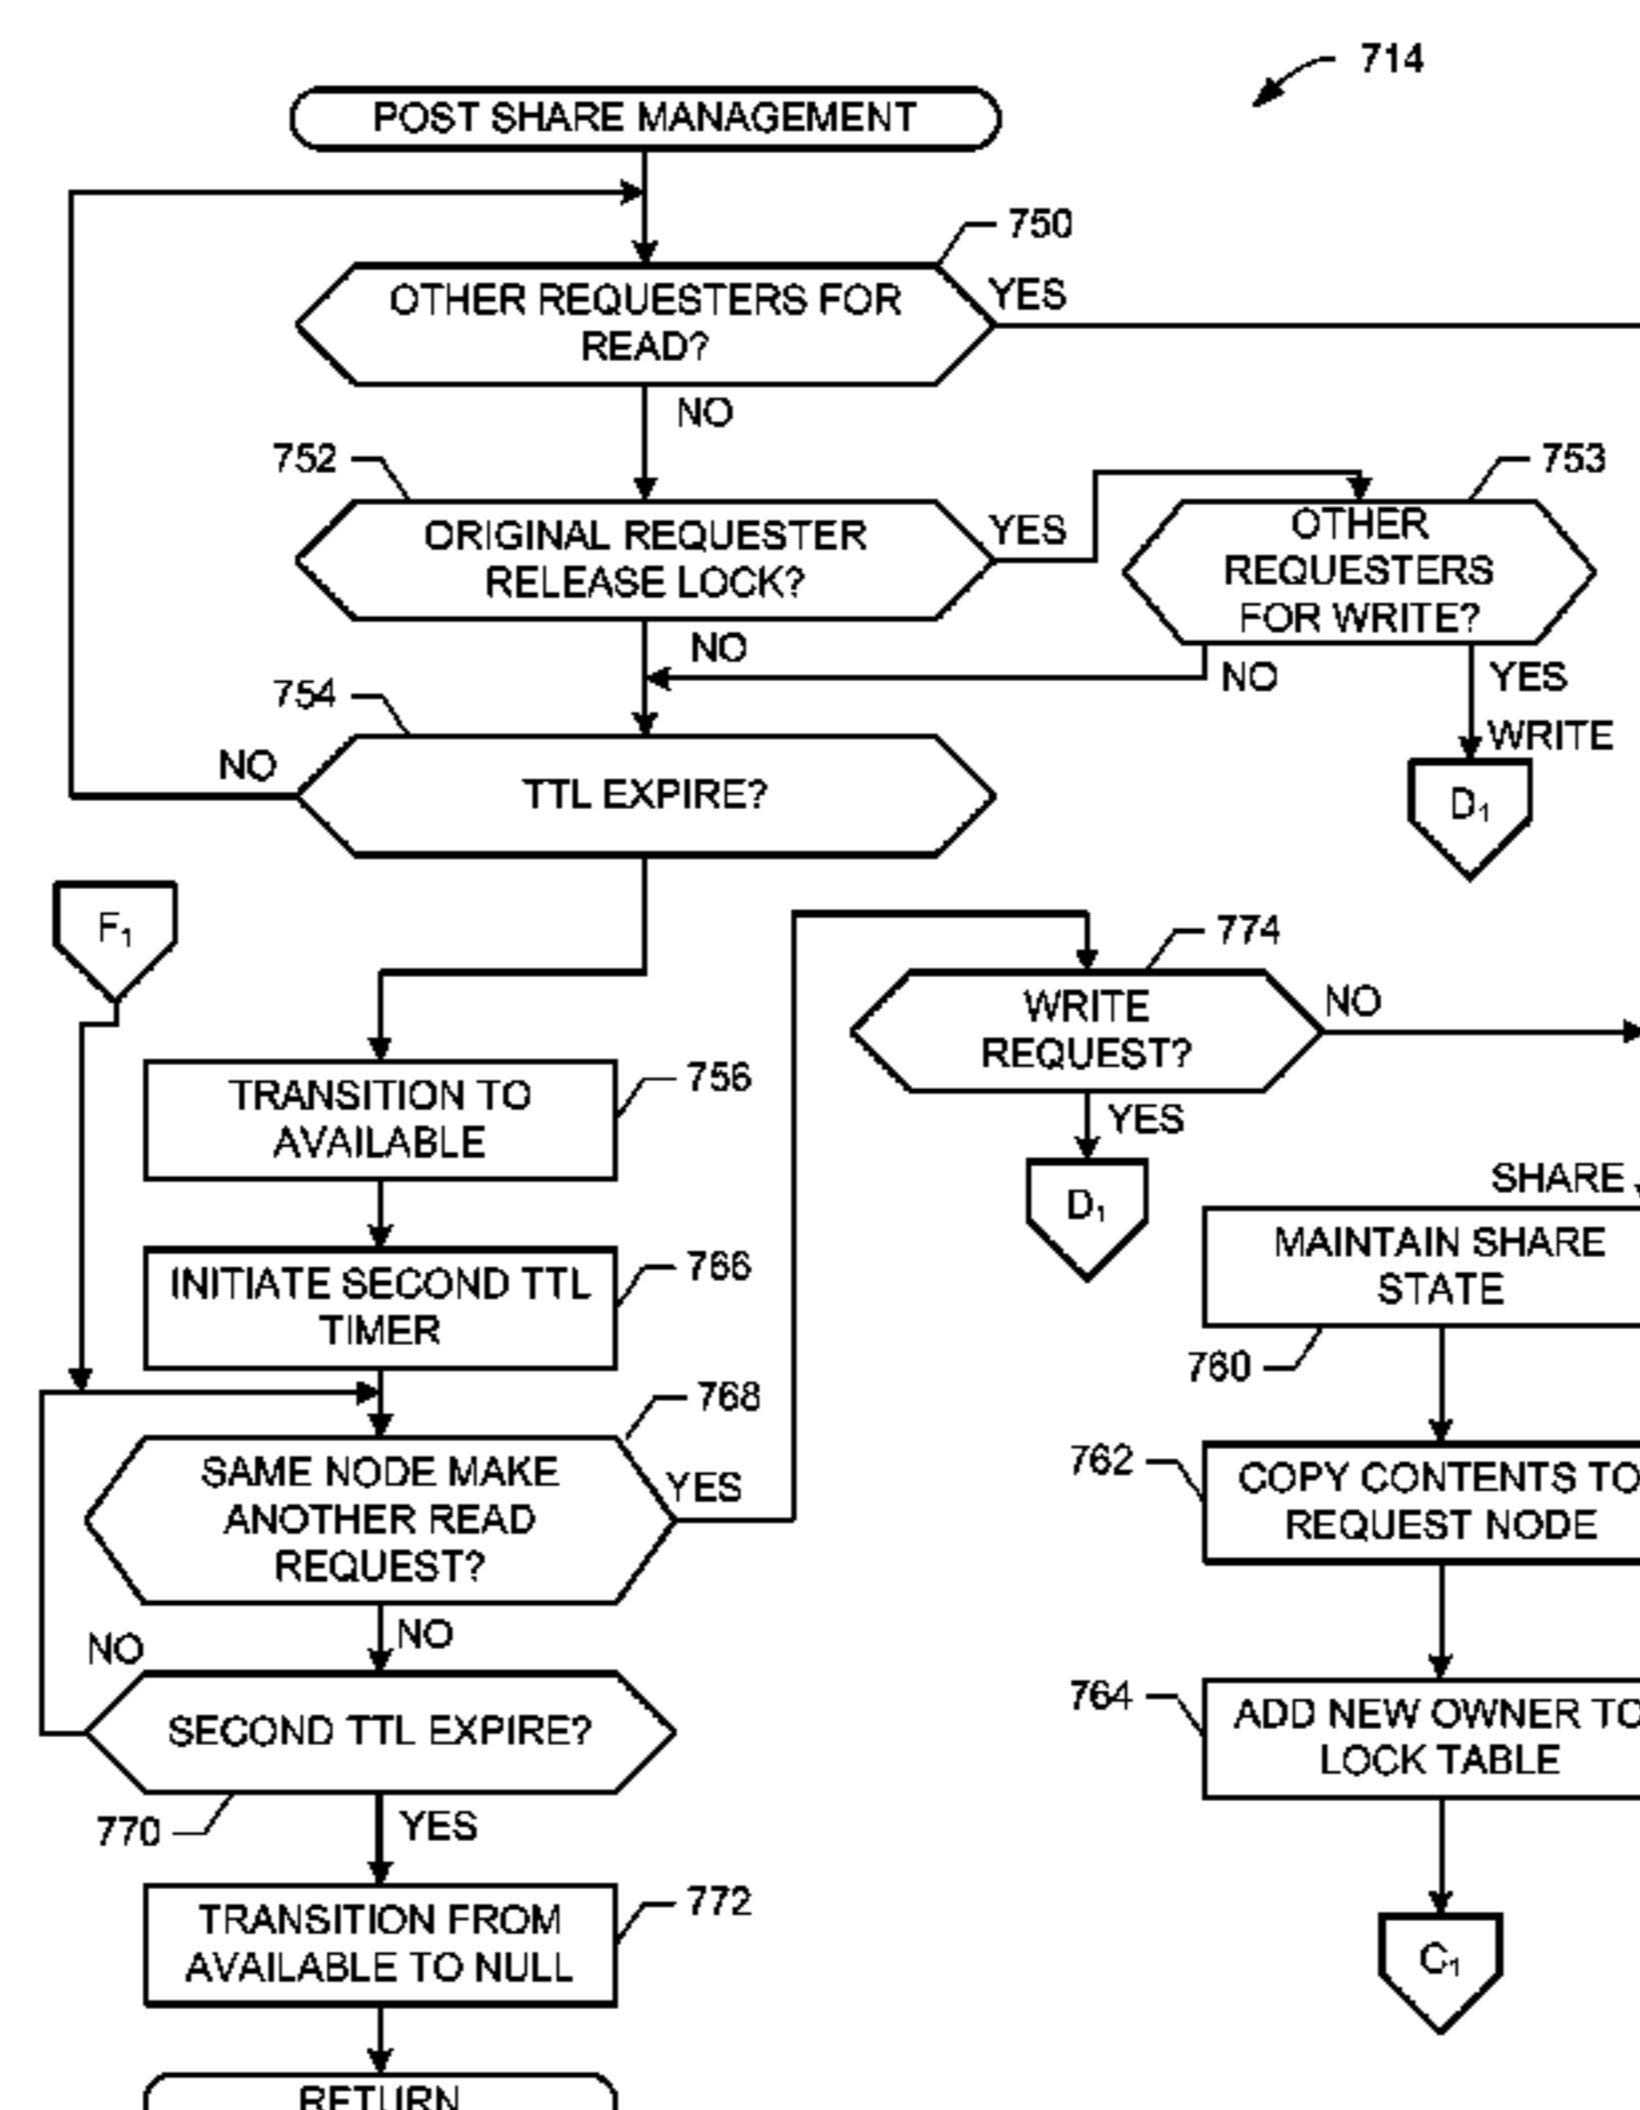 714
POST SHARE MANAGEMENT
750
OTHER REQUESTERS FOR
READ?
YES
NO
752
ORIGINAL REQUESTER
RELEASE LOCK?
YES
753
OTHER
REQUESTERS
FOR WRITE?
NO
NO
YES
WRITE
D1
754
NO
TTL EXPIRE?
F1
774
WRITE
REQUEST?
NO
YES
D1
TRANSITION TO
AVAILABLE
756
INITIATE SECOND TTL
TIMER
766
SHARE
MAINTAIN SHARE
STATE
760
768
SAME NODE MAKE
ANOTHER READ
REQUEST?
YES
NO
762
COPY CONTENTS TO
REQUEST NODE
NO
SECOND TTL EXPIRE?
770
YES
764
ADD NEW OWNER TO
LOCK TABLE
TRANSITION FROM
AVAILABLE TO NULL
772
C1
RETURN